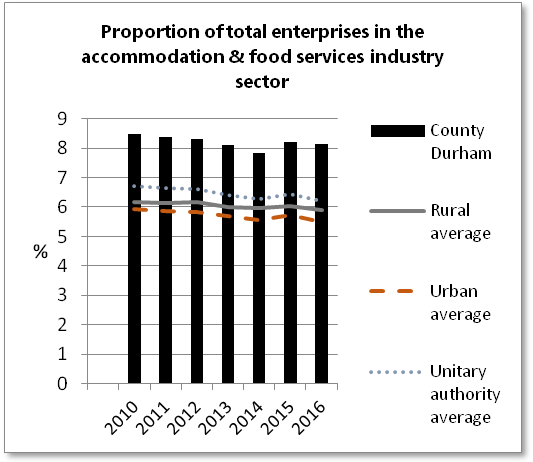 Proportion of total enterprises in the
accommodation & food services industry
sector
9
8
7
6
5
4
3
2
1
0
%
2010
2011
2012
2013
2014
2015
2016
County
Durham
Rural
average
Urban
average
Unitary
authority
average